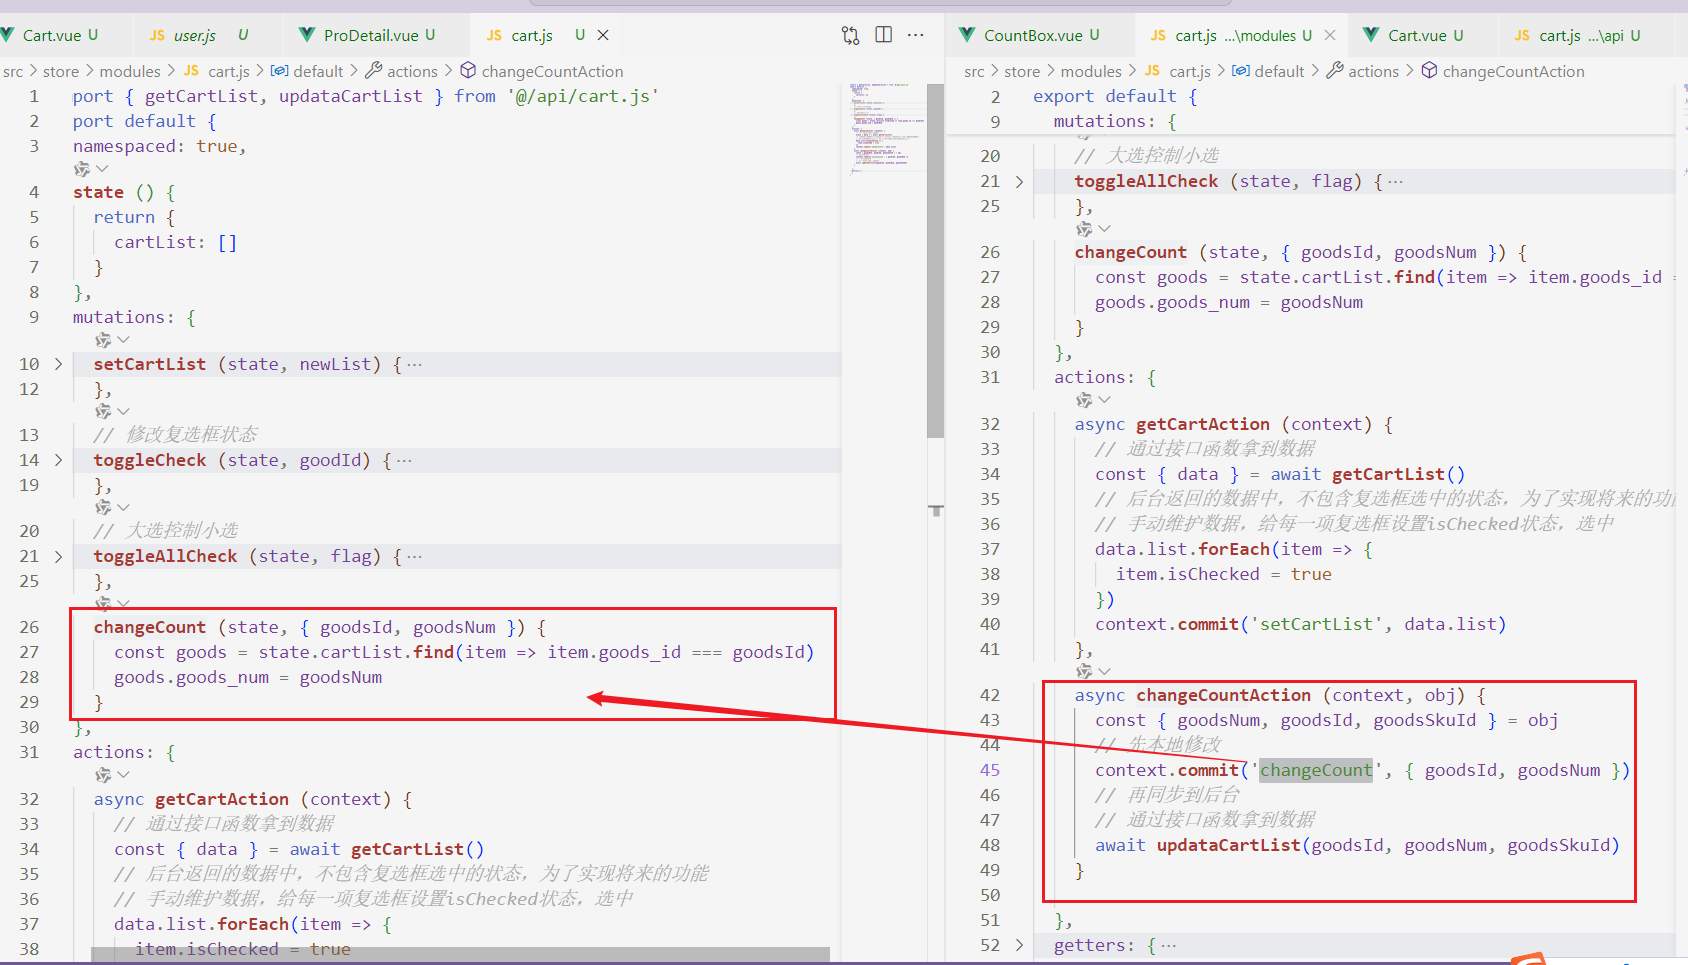 Cart.vue U
JS user.js U
ProDetail.vue U
JS cart.js U
src > store > modules > JS cart.js > default > actions > changeCountAction
1 port { getCartList, updataCartList } from '@/api/cart.js'
2 port default {
3 namespaced: true,
4 state () {
5 return {
6 cartList: []
7 }
8 },
9 mutations: {
10 setCartList (state, newList) { ···
12 },
13 // 修改复选框状态
14 toggleCheck (state, goodId) { ···
19 },
20 // 大选控制小选
21 toggleAllCheck (state, flag) { ···
25 },
26 changeCount (state, { goodsId, goodsNum }) {
27 const goods = state.cartList.find(item => item.goods_id === goodsId)
28 goods.goods_num = goodsNum
29 }
30 },
31 actions: {
32 async getCartAction (context) {
33 // 通过接口函数拿到数据
34 const { data } = await getCartList()
35 // 后台返回的数据中，不包含复选框选中的状态，为了实现将来的功能
36 // 手动维护数据，给每一项复选框设置isChecked状态，选中
37 data.list.forEach(item => {
38 item.isChecked = true
CountBox.vue U
JS cart.js ...\modules U
Cart.vue U
JS cart.js ...\api U
src > store > modules > JS cart.js > default > actions > changeCountAction
2 export default {
9 mutations: {
20 // 大选控制小选
21 toggleAllCheck (state, flag) { ···
25 },
26 changeCount (state, { goodsId, goodsNum }) {
27 const goods = state.cartList.find(item => item.goods_id =
28 goods.goods_num = goodsNum
29 }
30 },
31 actions: {
32 async getCartAction (context) {
33 // 通过接口函数拿到数据
34 const { data } = await getCartList()
35 // 后台返回的数据中，不包含复选框选中的状态，为了实现将来的功
36 // 手动维护数据，给每一项复选框设置isChecked状态，选中
37 data.list.forEach(item => {
38 item.isChecked = true
39 })
40 context.commit('setCartList', data.list)
41 },
42 async changeCountAction (context, obj) {
43 const { goodsNum, goodsId, goodsSkuId } = obj
44 // 先本地修改
45 context.commit('changeCount', { goodsId, goodsNum })
46 // 再同步到后台
47 // 通过接口函数拿到数据
48 await updataCartList(goodsId, goodsNum, goodsSkuId)
49 }
50
51 },
52 getters: { ···